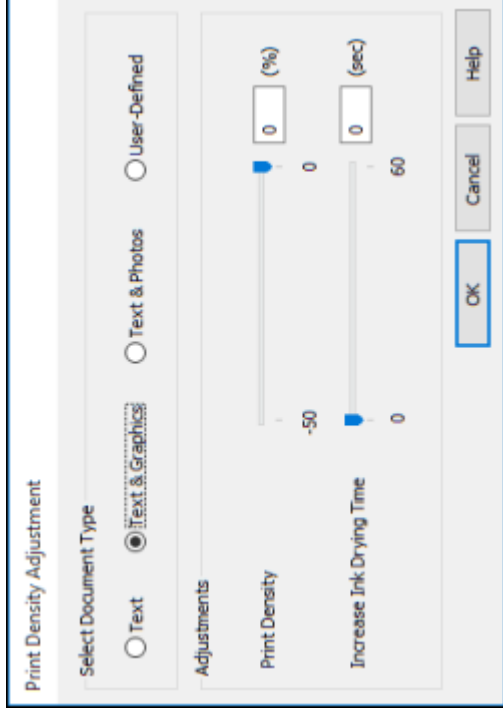 Print Density Adjustment
Select Document Type
Text Text & Graphics Text & Photos User-Defined
Adjustments
Print Density 0 (%)
-50 0
Increase Ink Drying Time 0 (sec)
0 60
OK Cancel Help